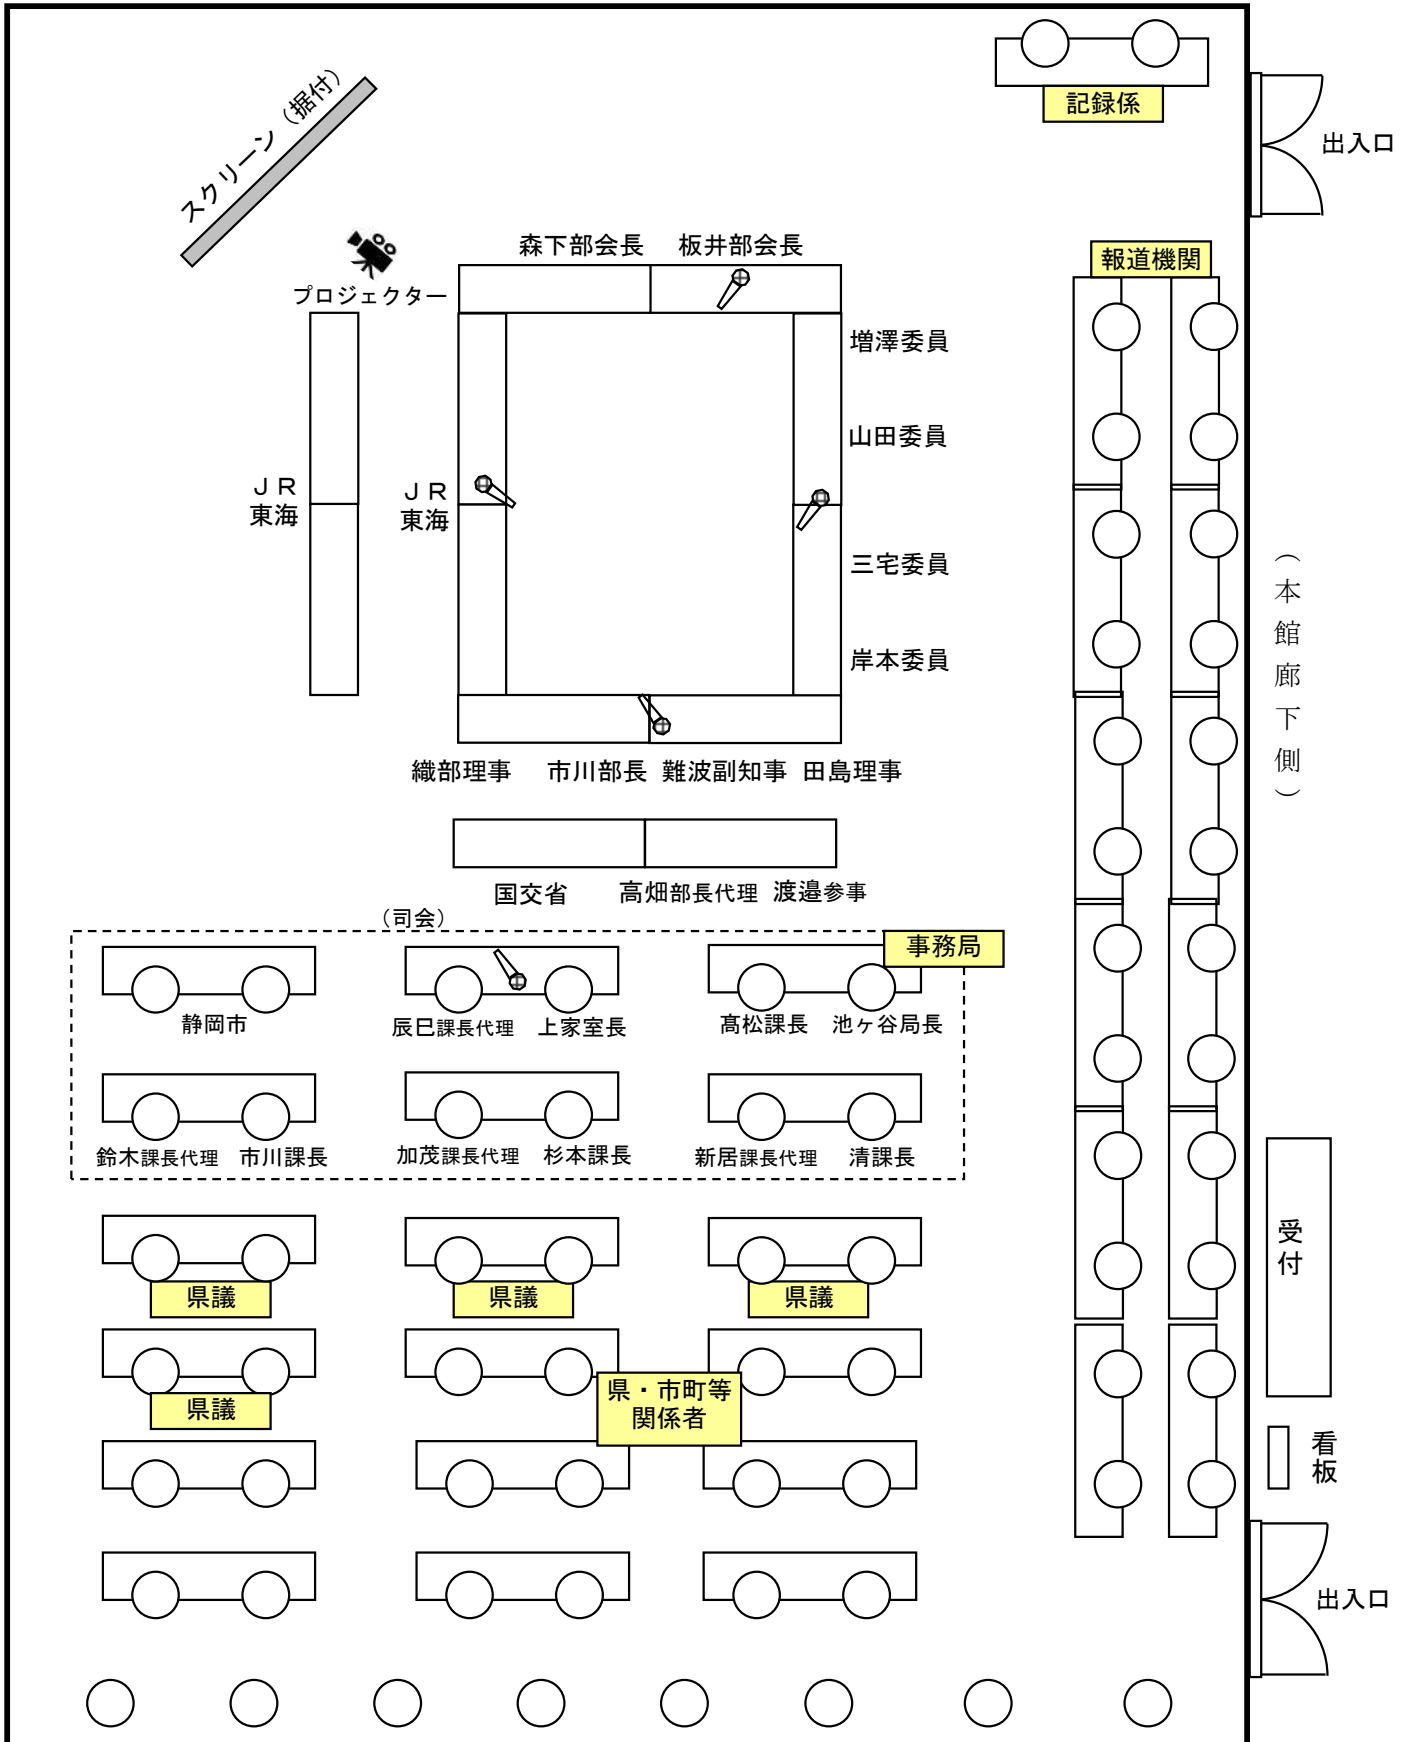 記録係
出入口
スクリーン（据付）
森下部会長
板井部会長
報道機関
プロジェクター
増澤委員
山田委員
ＪＲ
東海
ＪＲ
東海
三宅委員
岸本委員
（本館廊下側）
織部理事
市川部長
難波副知事
田島理事
国交省
高畑部長代理
渡邉参事
（司会）
事務局
静岡市
辰巳課長代理
上家室長
髙松課長
池ヶ谷局長
鈴木課長代理
市川課長
加茂課長代理
杉本課長
新居課長代理
清課長
受付
県議
県議
県議
県議
県・市町等
関係者
看板
出入口